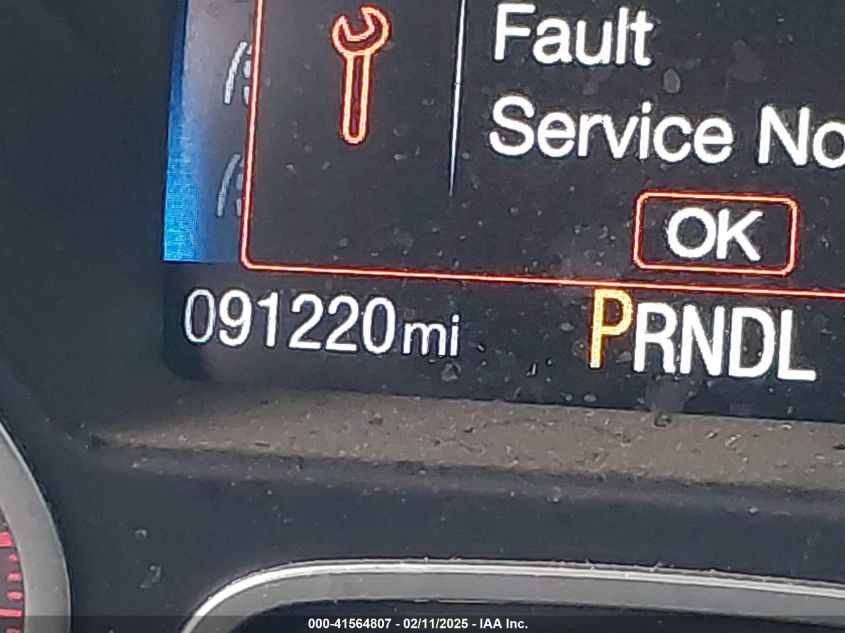 Fault
Service No
OK
091220mi PRNDL
000-41564807 - 02/11/2025 - IAA Inc.